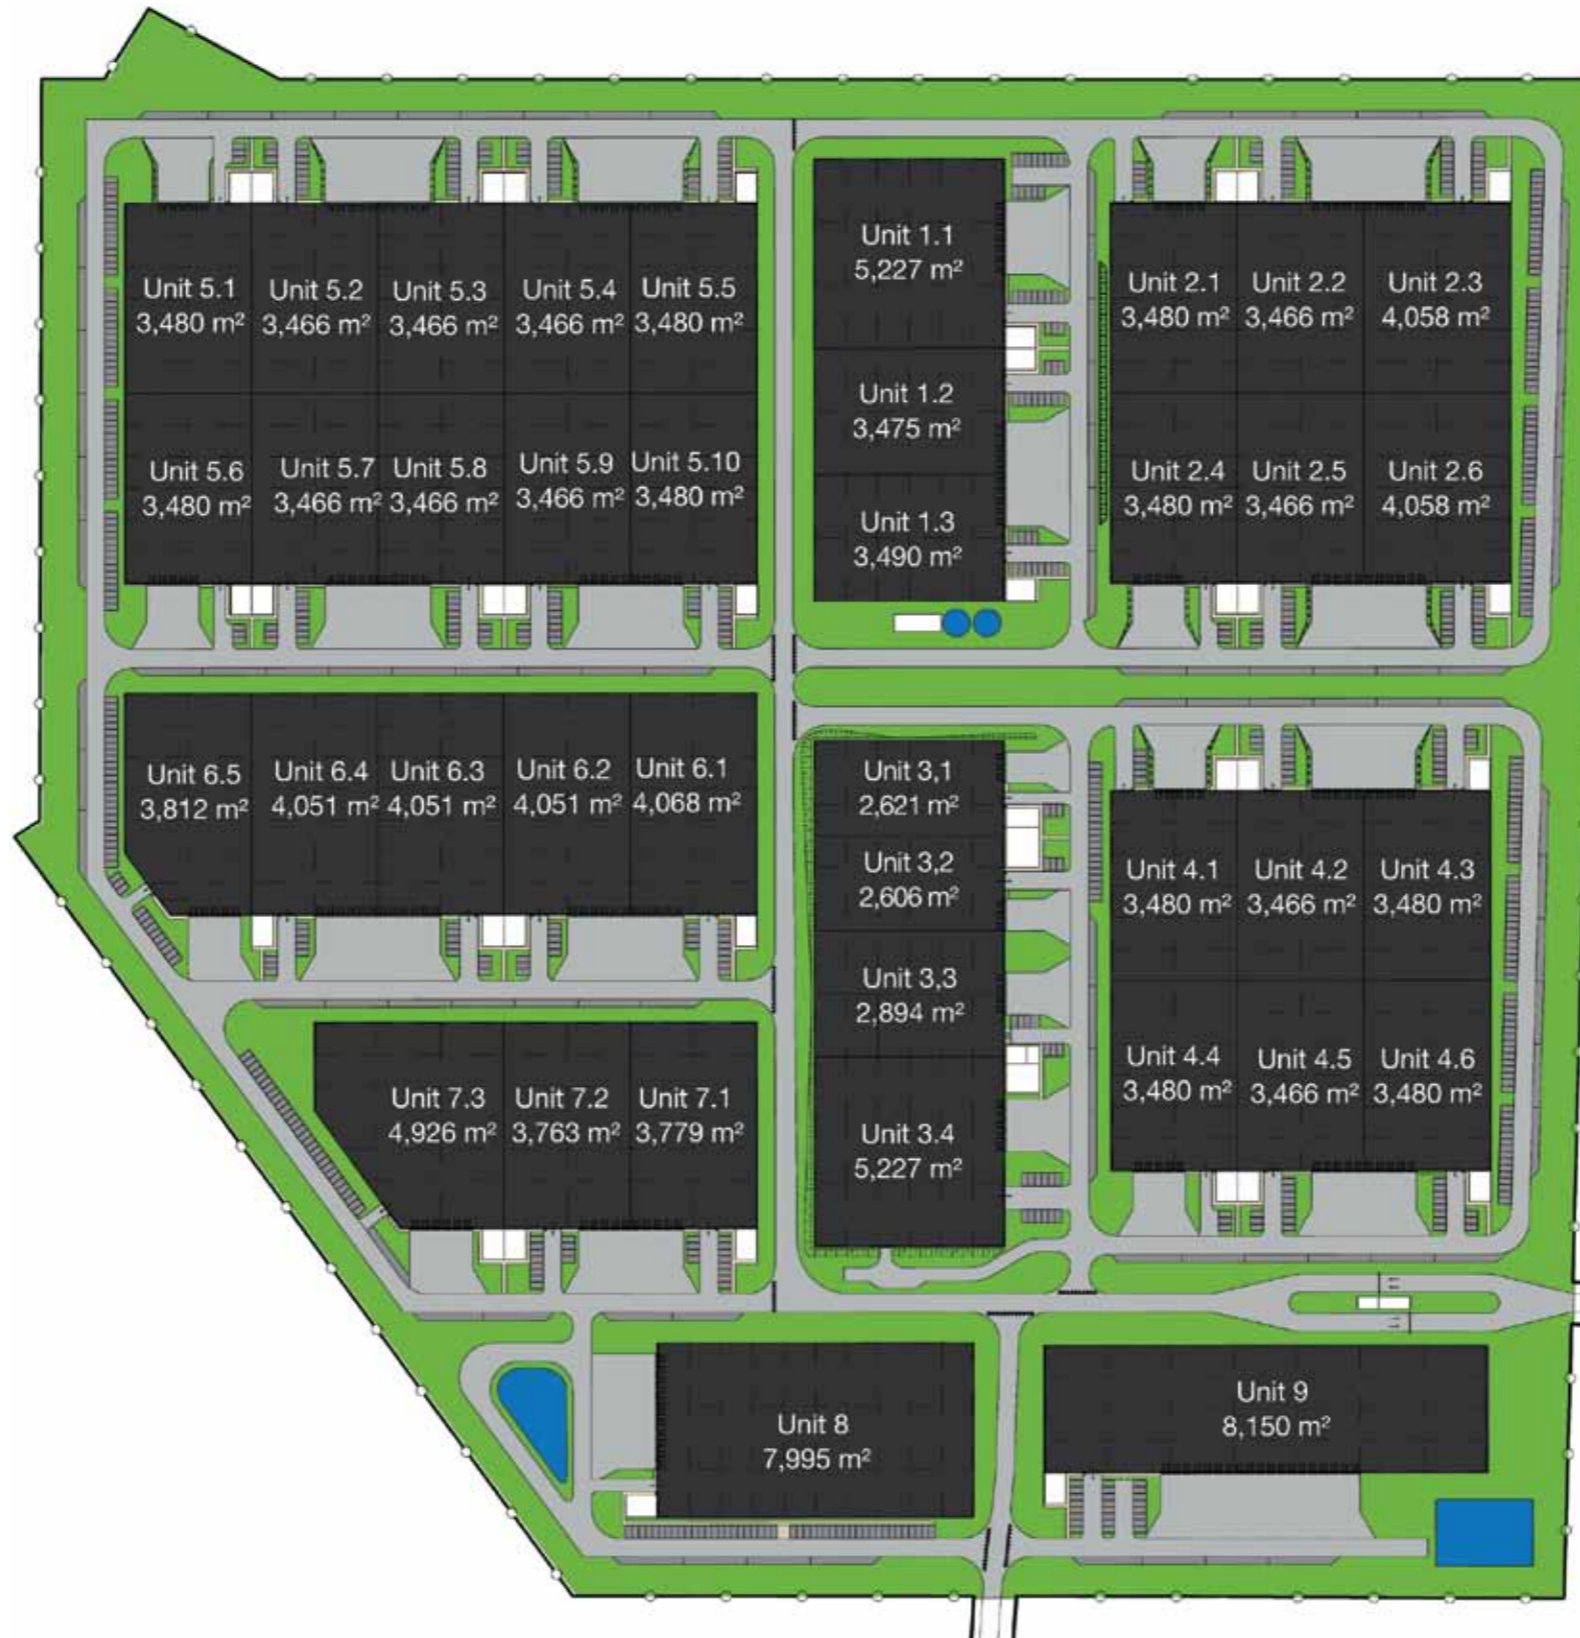 Unit 5.1
3,480 m²
Unit 5.2
3,466 m²
Unit 5.3
3,466 m²
Unit 5.4
3,466 m²
Unit 5.5
3,480 m²
Unit 5.6
3,480 m²
Unit 5.7
3,466 m²
Unit 5.8
3,466 m²
Unit 5.9
3,466 m²
Unit 5.10
3,480 m²
Unit 1.1
5,227 m²
Unit 1.2
3,475 m²
Unit 1.3
3,490 m²
Unit 2.1
3,480 m²
Unit 2.2
3,466 m²
Unit 2.3
4,058 m²
Unit 2.4
3,480 m²
Unit 2.5
3,466 m²
Unit 2.6
4,058 m²
Unit 6.5
3,812 m²
Unit 6.4
4,051 m²
Unit 6.3
4,051 m²
Unit 6.2
4,051 m²
Unit 6.1
4,068 m²
Unit 3,1
2,621 m²
Unit 3,2
2,606 m²
Unit 3,3
2,894 m²
Unit 3.4
5,227 m²
Unit 4.1
3,480 m²
Unit 4.2
3,466 m²
Unit 4.3
3,480 m²
Unit 4.4
3,480 m²
Unit 4.5
3,466 m²
Unit 4.6
3,480 m²
Unit 7.3
4,926 m²
Unit 7.2
3,763 m²
Unit 7.1
3,779 m²
Unit 8
7,995 m²
Unit 9
8,150 m²